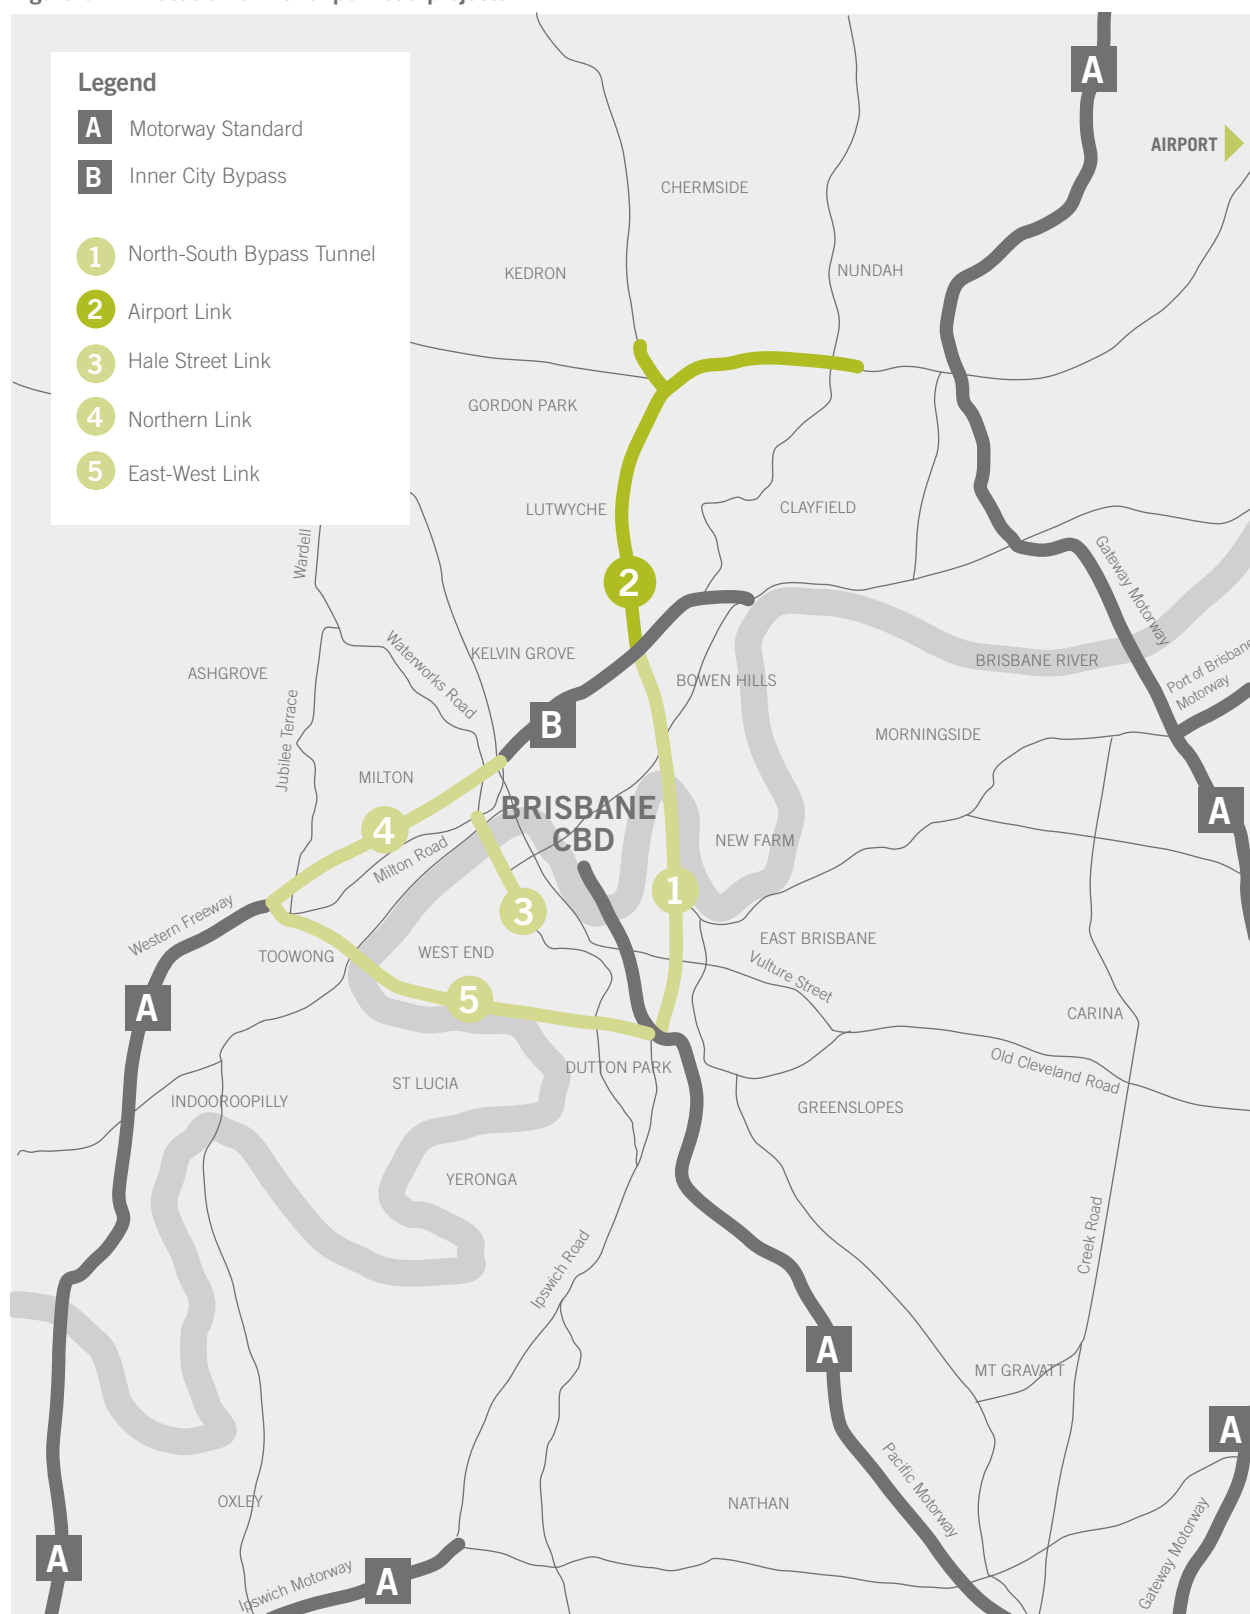 Legend
A Motorway Standard
B Inner City Bypass
1 North-South Bypass Tunnel
2 Airport Link
3 Hale Street Link
4 Northern Link
5 East-West Link
A
AIRPORT
CHERMSIDE
KEDRON
NUNDAH
GORDON PARK
LUTWYCHE
CLAYFIELD
Wardell
2
Gateway Motorway
Waterworks Road
KELVIN GROVE
ASHGROVE
BOWEN HILLS
BRISBANE RIVER
Port of Brisbane
Motorway
Jubilee Terrace
B
MORNINGSIDE
MILTON
BRISBANE
CBD
A
4
Milton Road
NEW FARM
1
3
Western Freeway
TOOWONG
WEST END
EAST BRISBANE
Vulture Street
5
A
CARINA
DUTTON PARK
Old Cleveland Road
ST LUCIA
INDOOROOPILLY
GREENSLOPES
YERONGA
Creek Road
Ipswich Road
A
MT GRAVATT
A
Pacific Motorway
OXLEY
NATHAN
A
Ipswich Motorway
A
Gateway Motorway